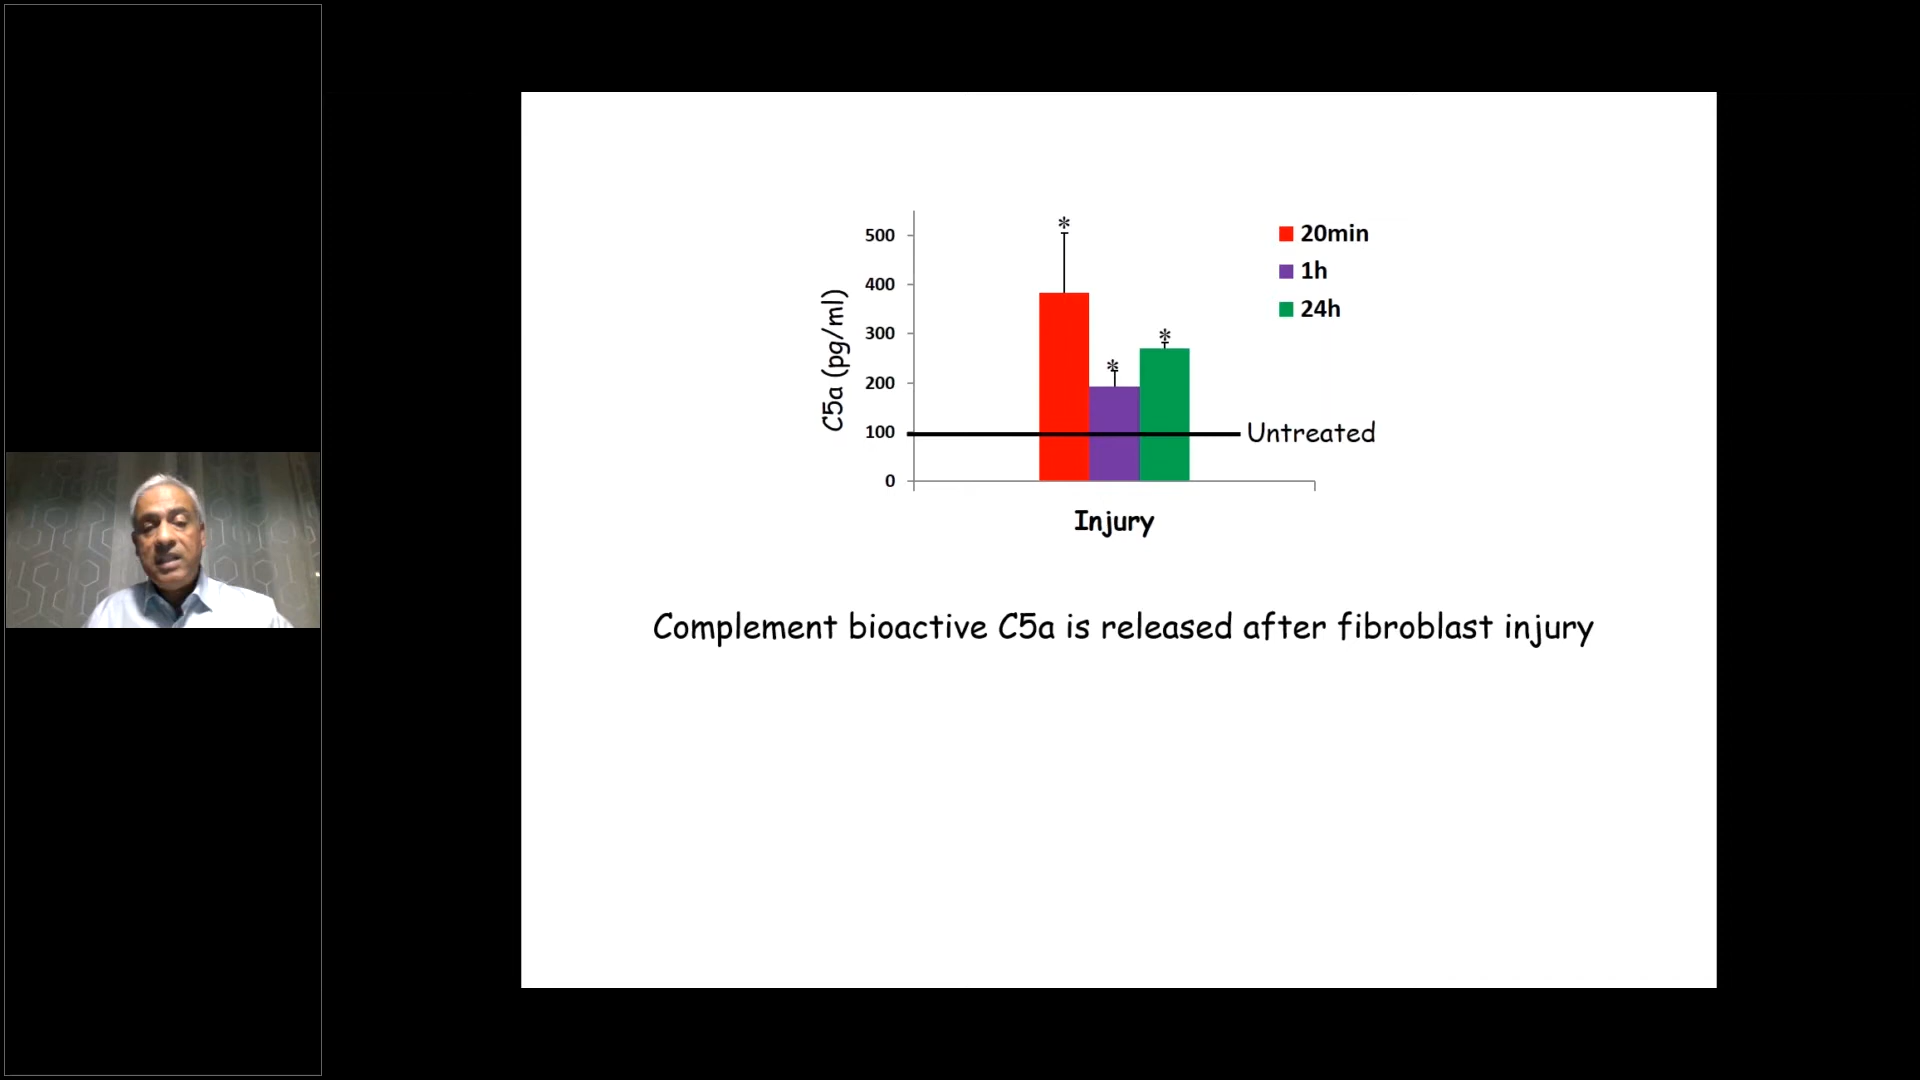 *
500
20min
400
1h
C5a (pg/ml)
300
*
24h
*
200
100
Untreated
0
Injury
Complement bioactive C5a is released after fibroblast injury